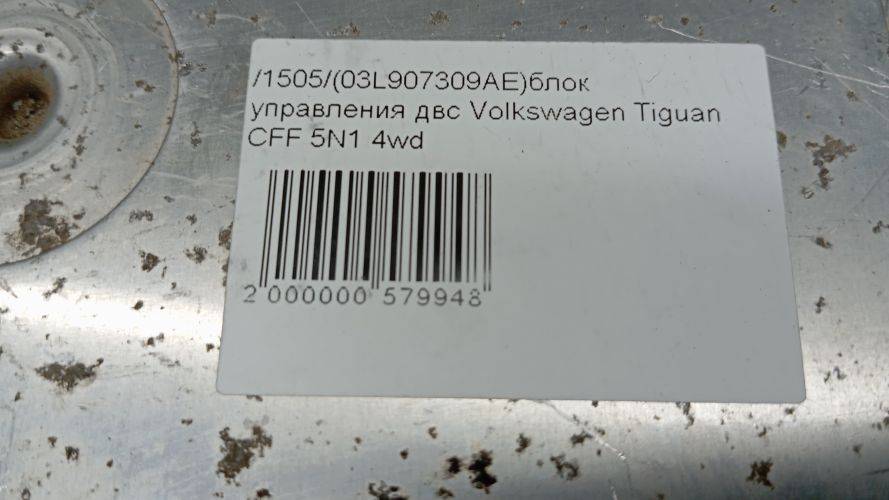 /1505/(03L907309AE)блок
управления двс Volkswagen Tiguan
CFF 5N1 4wd
2 000000 579948